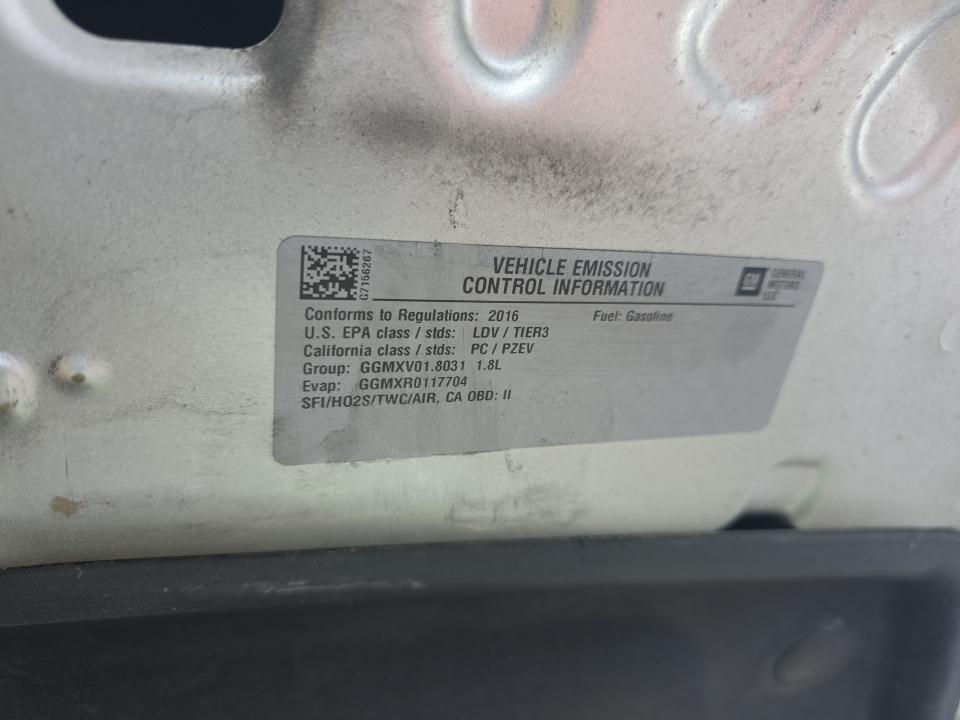 G7156267
VEHICLE EMISSION
CONTROL INFORMATION
GM
GENERAL
MOTORS
LLC
Conforms to Regulations: 2016 Fuel: Gasoline
U.S. EPA class / stds: LDV / TIER3
California class / stds: PC / PZEV
Group: GGMXV01.8031 1.8L
Evap: GGMXR0117704
SFI/HO2S/TWC/AIR, CA OBD: II